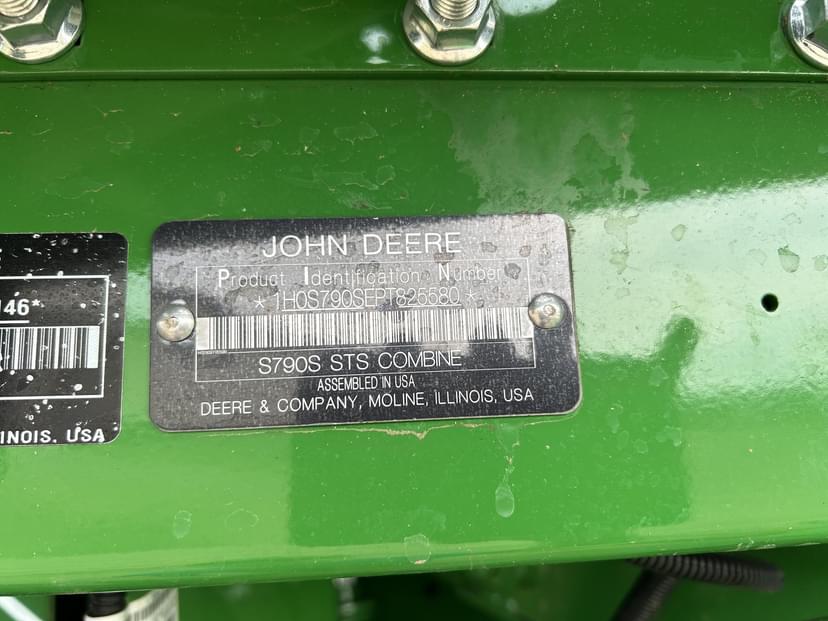 JOHN DEERE
Product Identification Number
* 1H0S790SEPT825580 *
S790S STS COMBINE
ASSEMBLED IN USA
DEERE & COMPANY, MOLINE, ILLINOIS, USA
46*
INOIS, USA